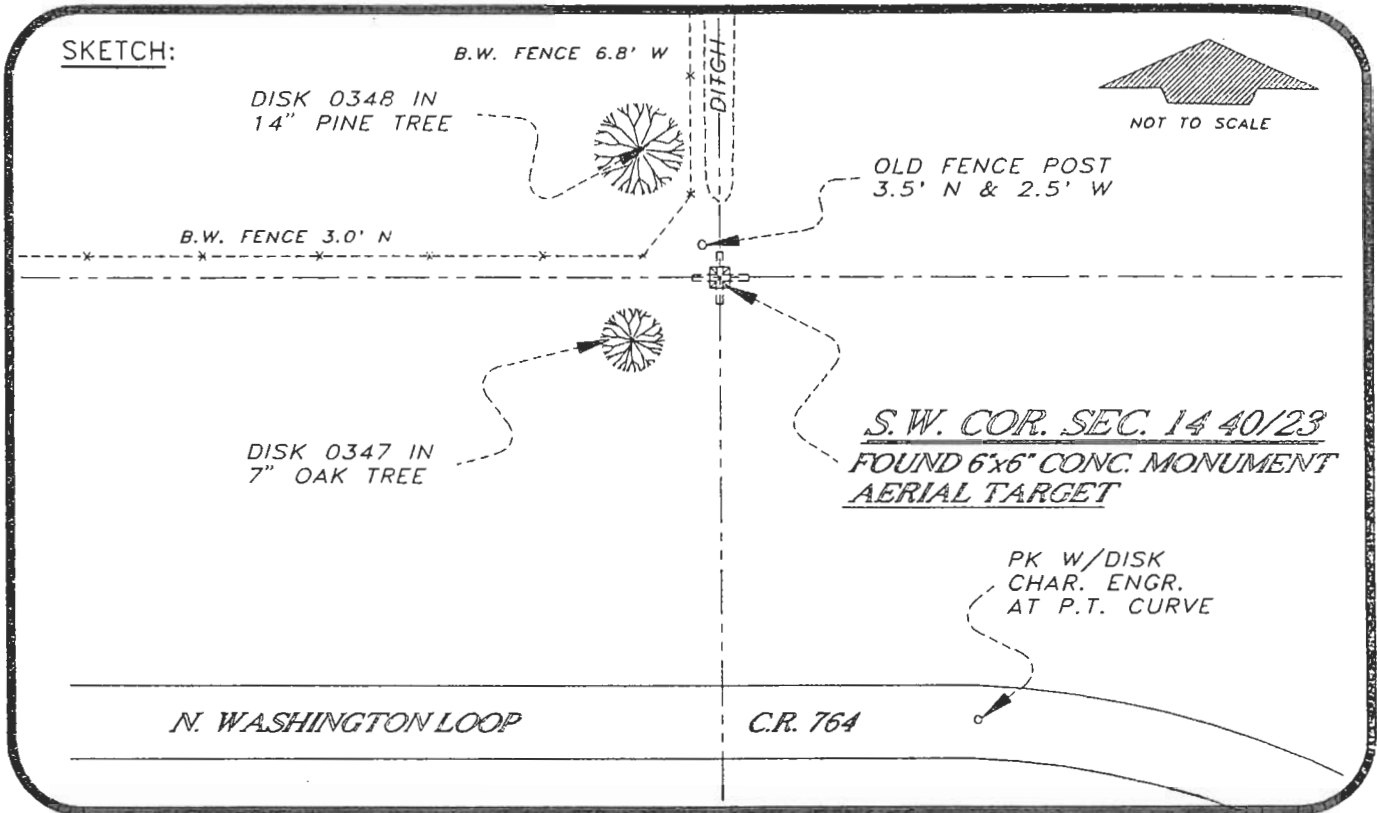 SKETCH:
B.W. FENCE 6.8' W
DITCH
DISK 0348 IN
14" PINE TREE
NOT TO SCALE
OLD FENCE POST
3.5' N & 2.5' W
B.W. FENCE 3.0' N
DISK 0347 IN
7" OAK TREE
S.W. COR. SEC. 14 40/23
FOUND 6"x6" CONC. MONUMENT
AERIAL TARGET
PK W/DISK
CHAR. ENGR.
AT P.T. CURVE
N. WASHINGTON LOOP
C.R. 764